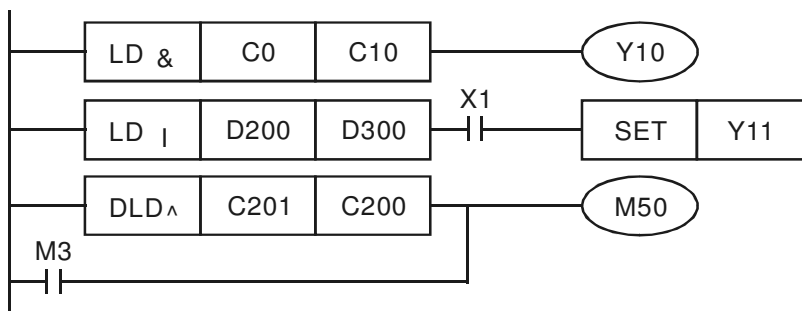 LD & C0 C10 Y10
X1
LD | D200 D300 SET Y11
DLD^ C201 C200 M50
M3